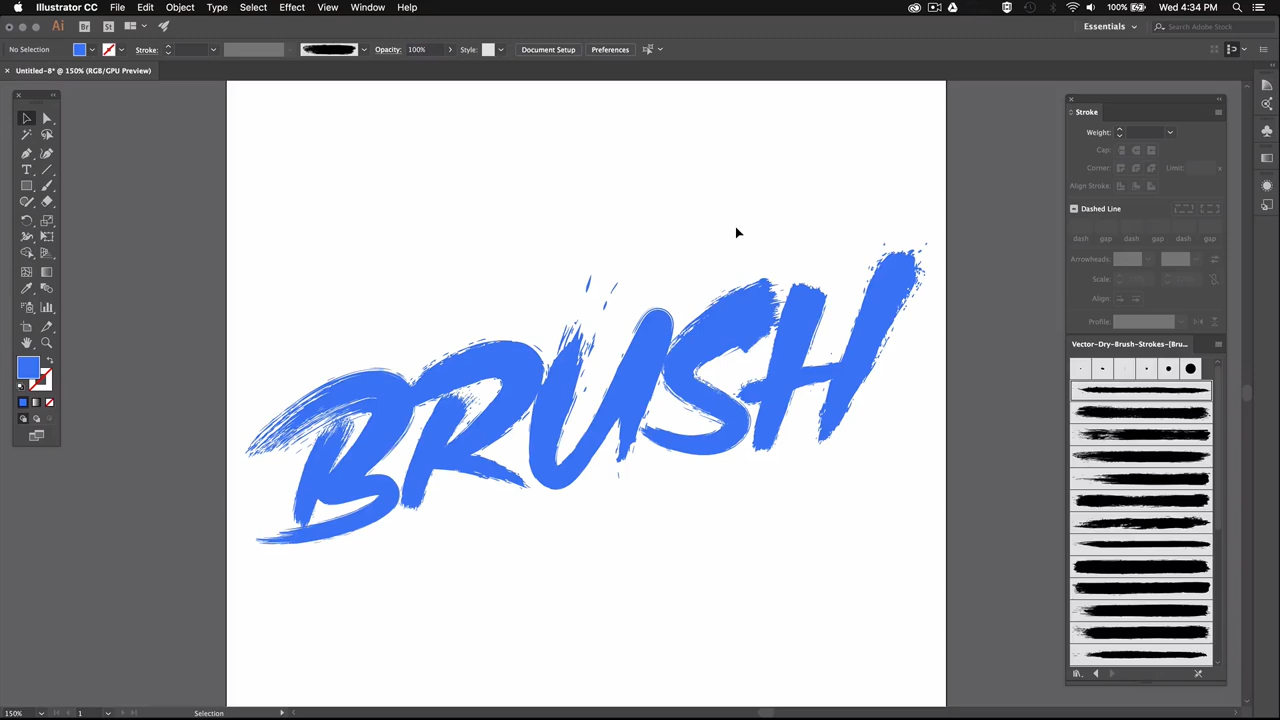 Illustrator CC File Edit Object Type Select Effect View Window Help 100% Wed 4:34 PM
Ai Br St Essentials Search Adobe Stock
No Selection Stroke: Opacity: 100% Style: Document Setup Preferences
× Untitled-8* @ 150% (RGB/GPU Preview)
Stroke
Weight:
Cap:
Corner: Limit:
Align Stroke:
Dashed Line
dash gap dash gap dash gap
Arrowheads:
Scale:
Align:
Profile:
Vector-Dry-Brush-Strokes-[Bru...
BRUSH
150% 1 Selection